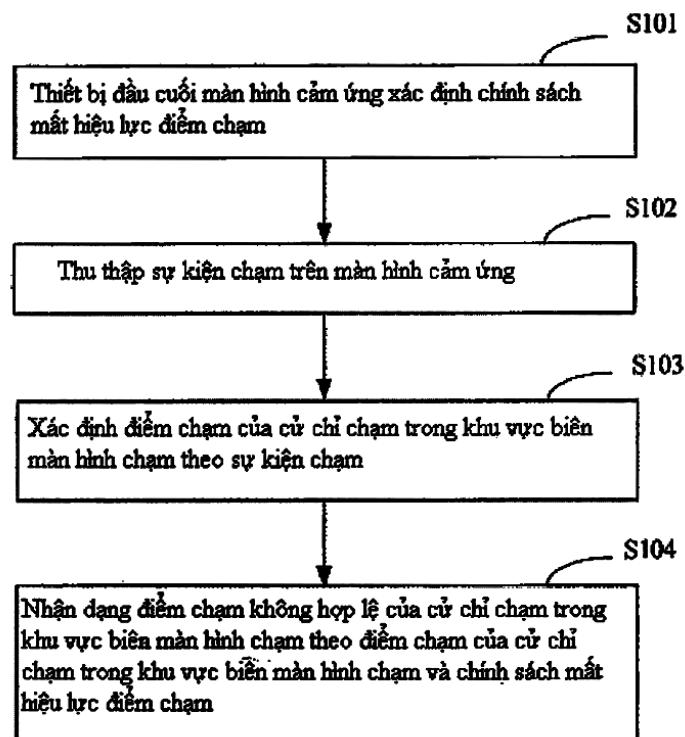 S101
Thiết bị đầu cuối màn hình cảm ứng xác định chính sách
mất hiệu lực điểm chạm
S102
Thu thập sự kiện chạm trên màn hình cảm ứng
S103
Xác định điểm chạm của cử chỉ chạm trong khu vực biên
màn hình chạm theo sự kiện chạm
S104
Nhận dạng điểm chạm không hợp lệ của cử chỉ chạm trong
khu vực biên màn hình chạm theo điểm chạm của cử chỉ
chạm trong khu vực biên màn hình chạm và chính sách mất
hiệu lực điểm chạm